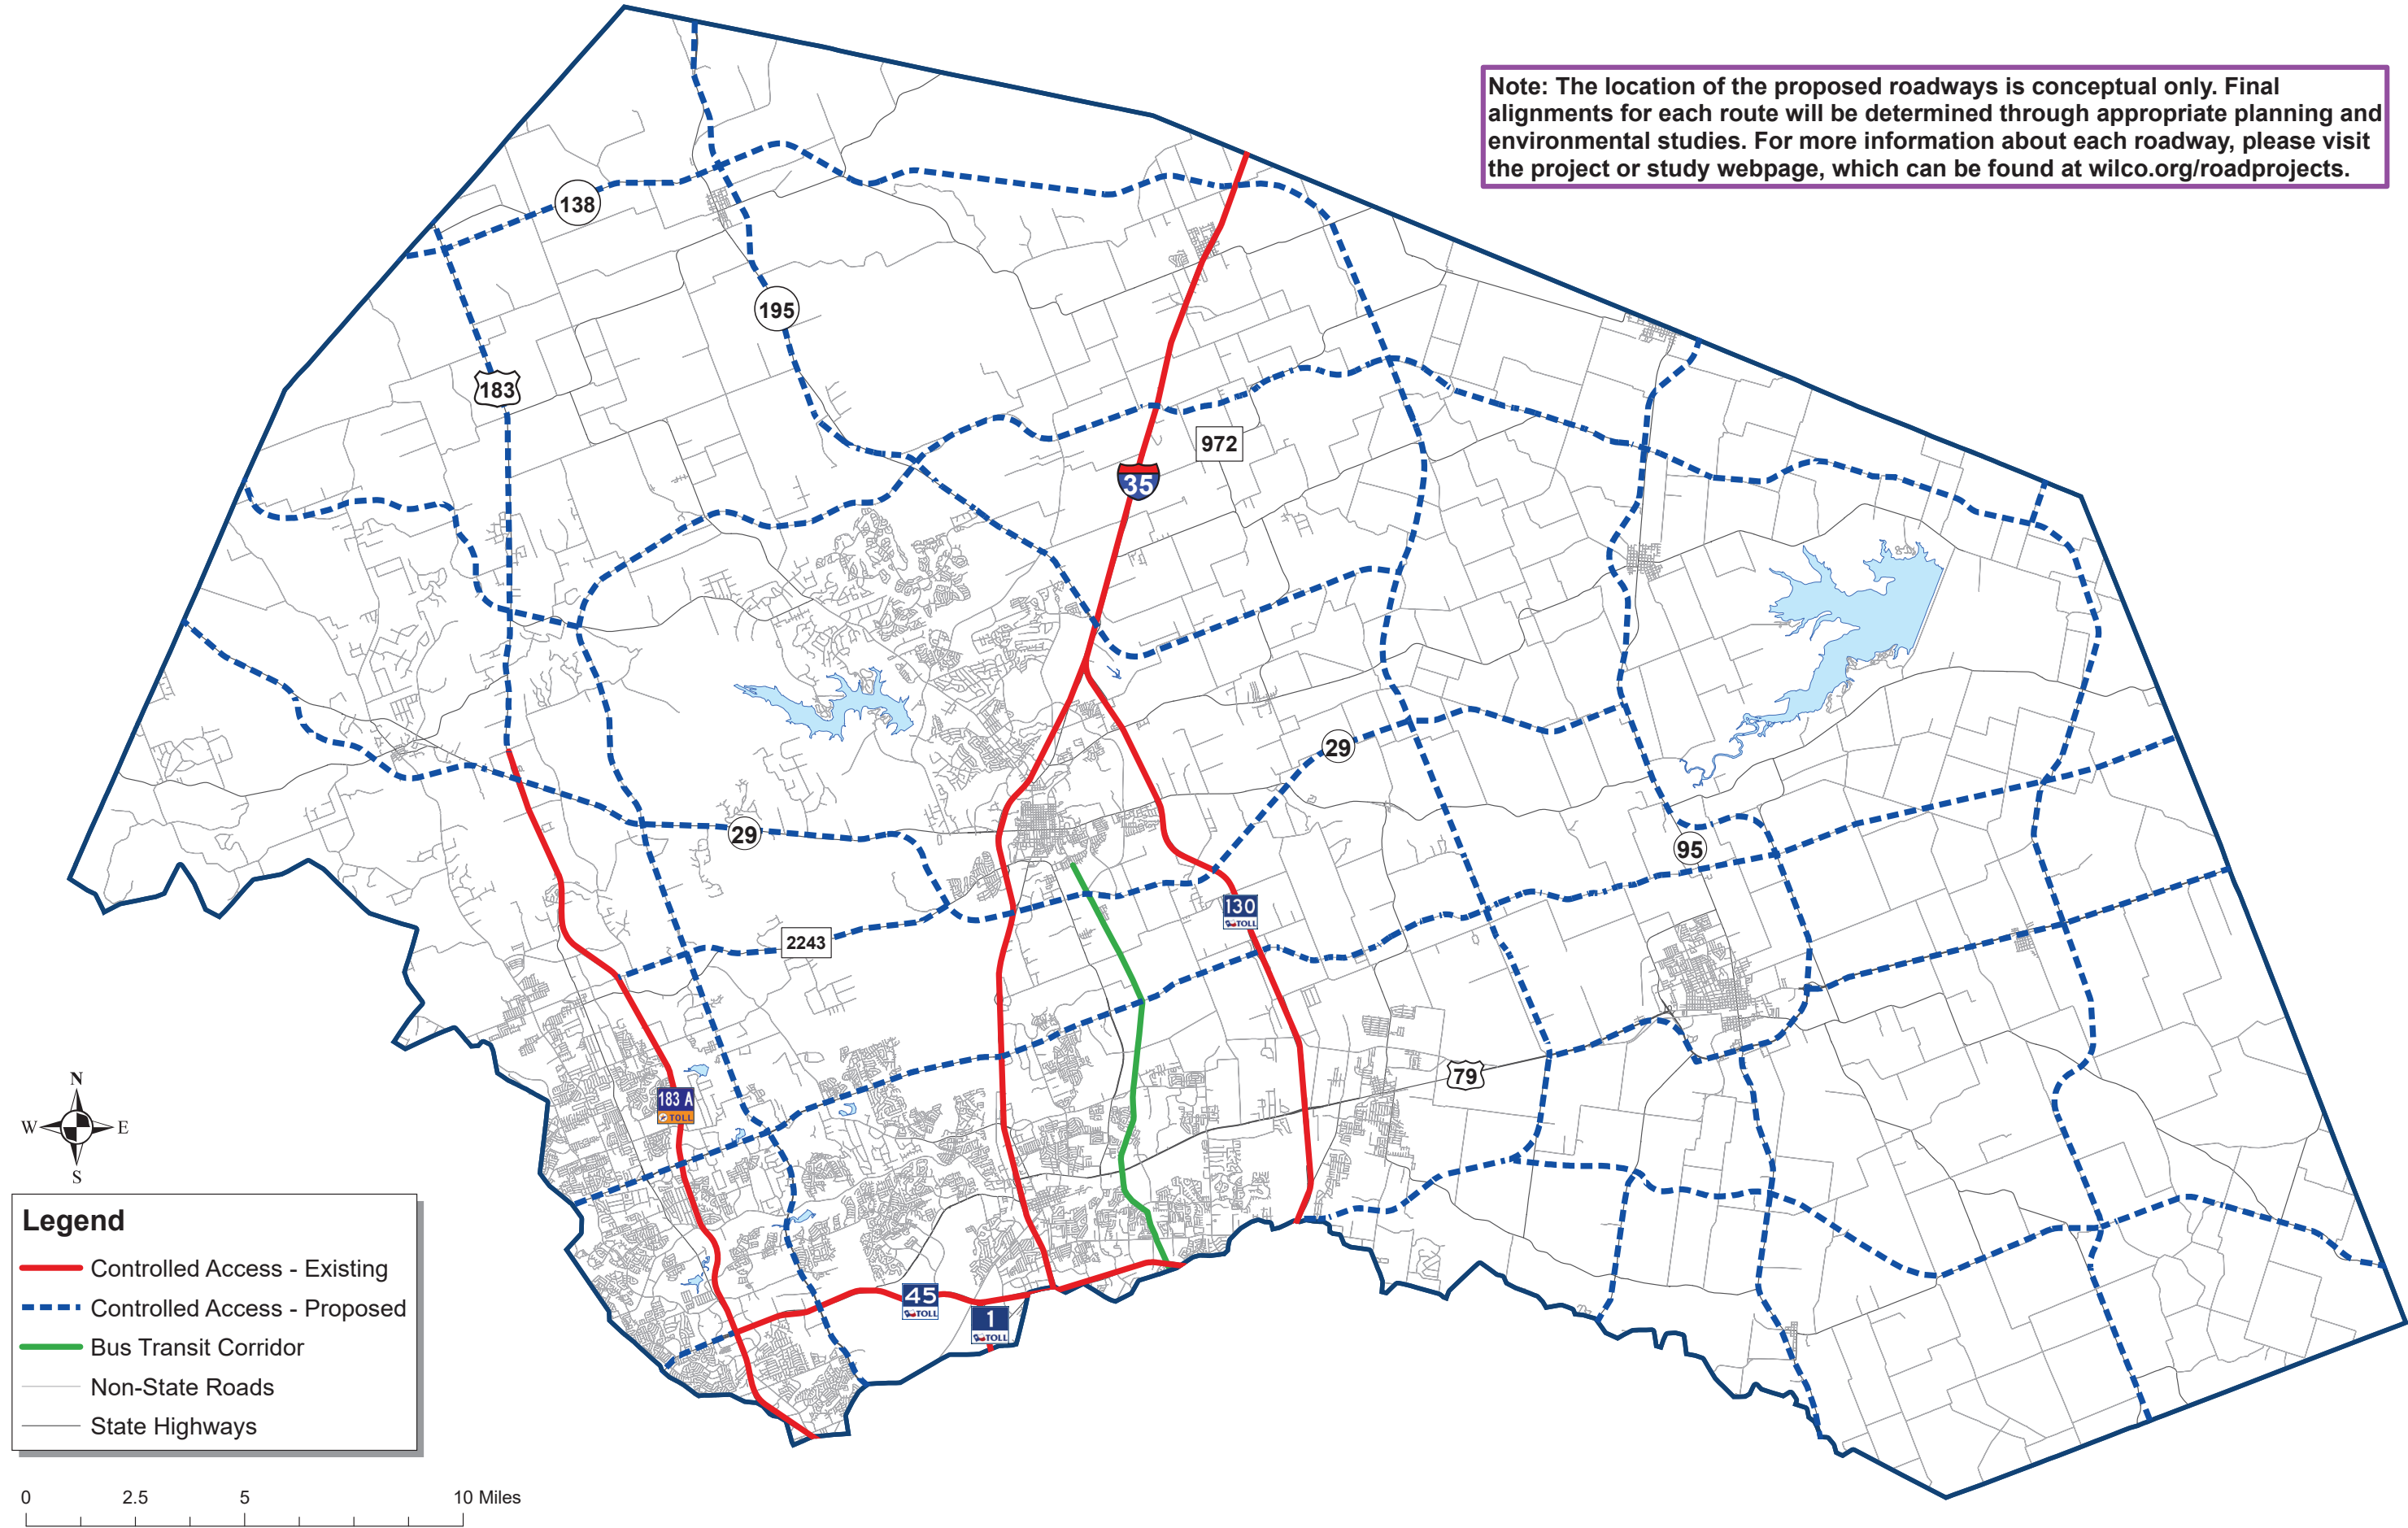 Note: The location of the proposed roadways is conceptual only. Final
alignments for each route will be determined through appropriate planning and
environmental studies. For more information about each roadway, please visit
the project or study webpage, which can be found at wilco.org/roadprojects.
138
195
183
972
35
29
29
95
130
TOLL
2243
79
183 A
TOLL
45
TOLL
1
TOLL
N
W E
S
Legend
Controlled Access - Existing
Controlled Access - Proposed
Bus Transit Corridor
Non-State Roads
State Highways
0 2.5 5 10 Miles